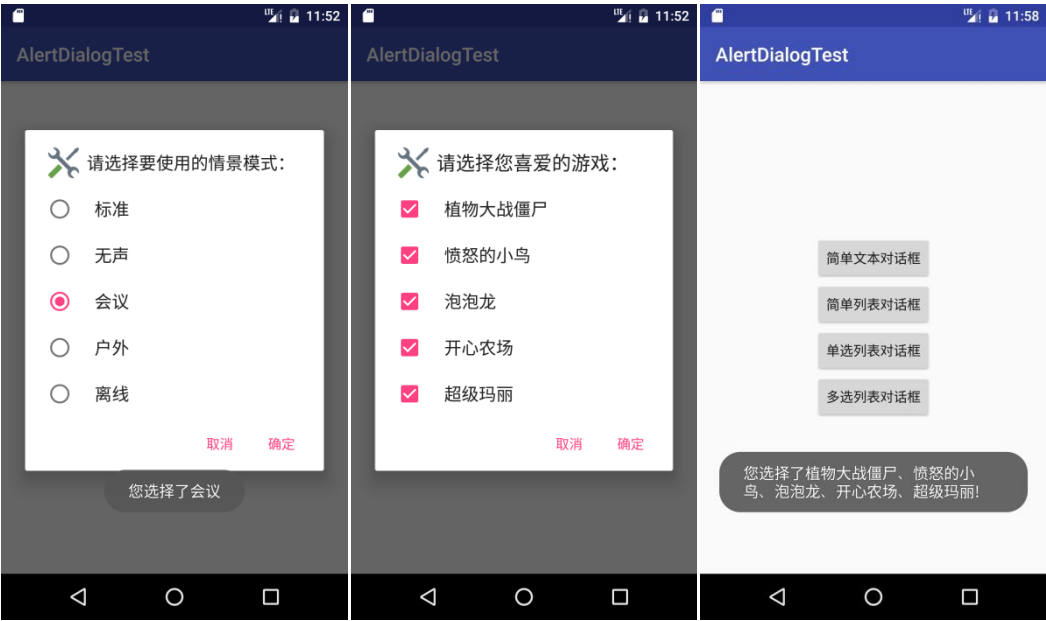 11:52
AlertDialogTest
请选择要使用的情景模式：
标准
无声
会议
户外
离线
取消 确定
您选择了会议
11:52
AlertDialogTest
请选择您喜爱的游戏：
植物大战僵尸
愤怒的小鸟
泡泡龙
开心农场
超级玛丽
取消 确定
LTE 11:58
AlertDialogTest
简单文本对话框
简单列表对话框
单选列表对话框
多选列表对话框
您选择了植物大战僵尸、愤怒的小
鸟、泡泡龙、开心农场、超级玛丽!